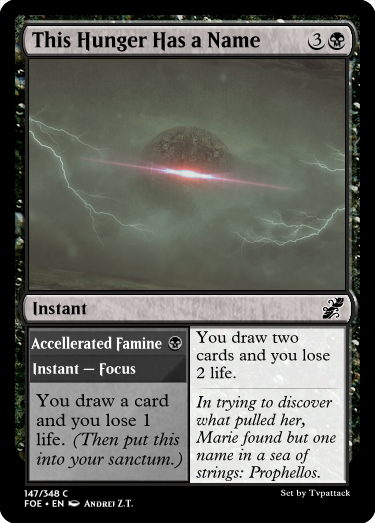 This Hunger Has a Name 3
Instant
Accellerated Famine
Instant — Focus
You draw a card
and you lose 1
life. (Then put this
into your sanctum.)
You draw two
cards and you lose
2 life.
In trying to discover
what pulled her,
Marie found but one
name in a sea of
strings: Prophellos.
147/348 C
FOE • EN Andrei Z.T.
Set by Tvpattack